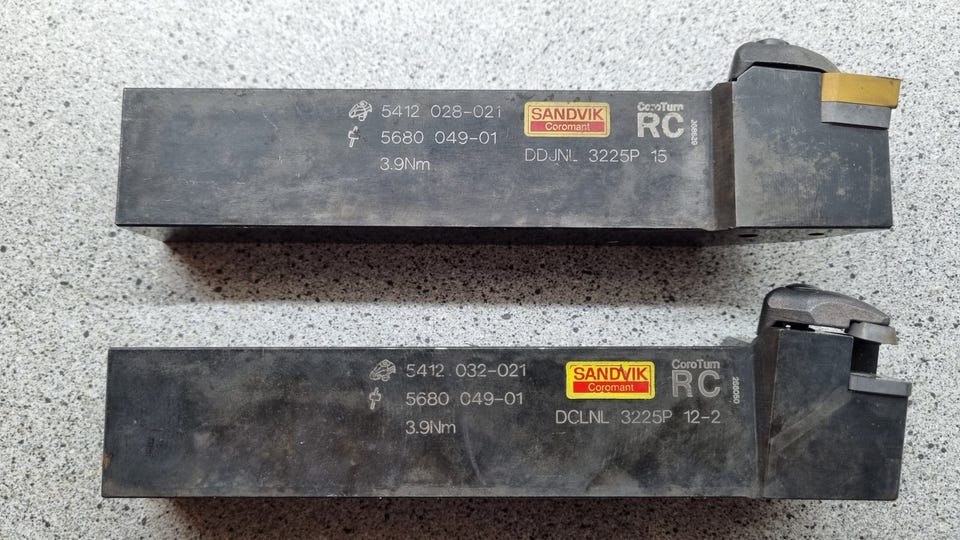 5412 028-021
5680 049-01
3.9Nm
SANDVIK
Coromant
DDJNL 3225P 15
CoroTurn
RC
5412 032-021
5680 049-01
3.9Nm
SANDVIK
Coromant
DCLNL 3225P 12-2
CoroTurn
RC